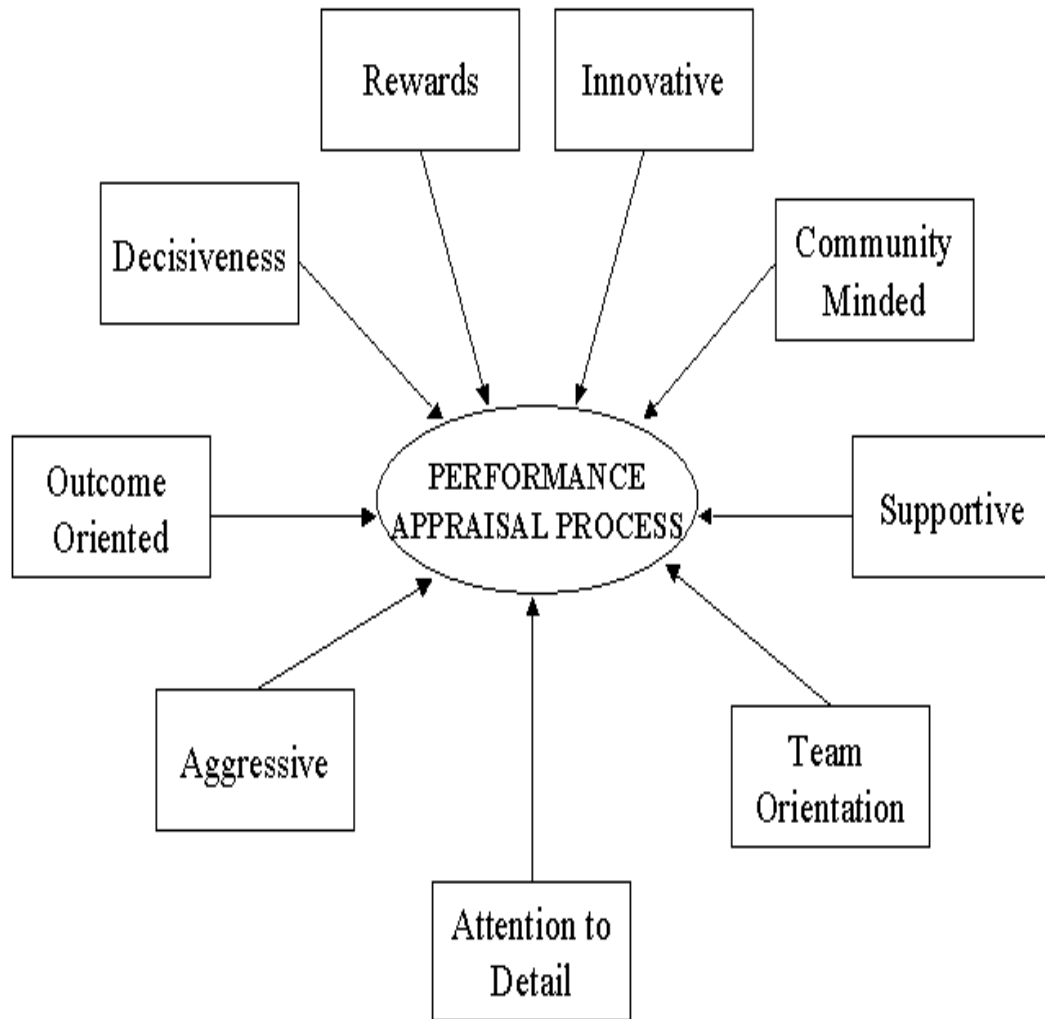 Rewards
Innovative
Decisiveness
Community
Minded
Outcome
Oriented
PERFORMANCE
APPRAISAL PROCESS
Supportive
Aggressive
Team
Orientation
Attention to
Detail